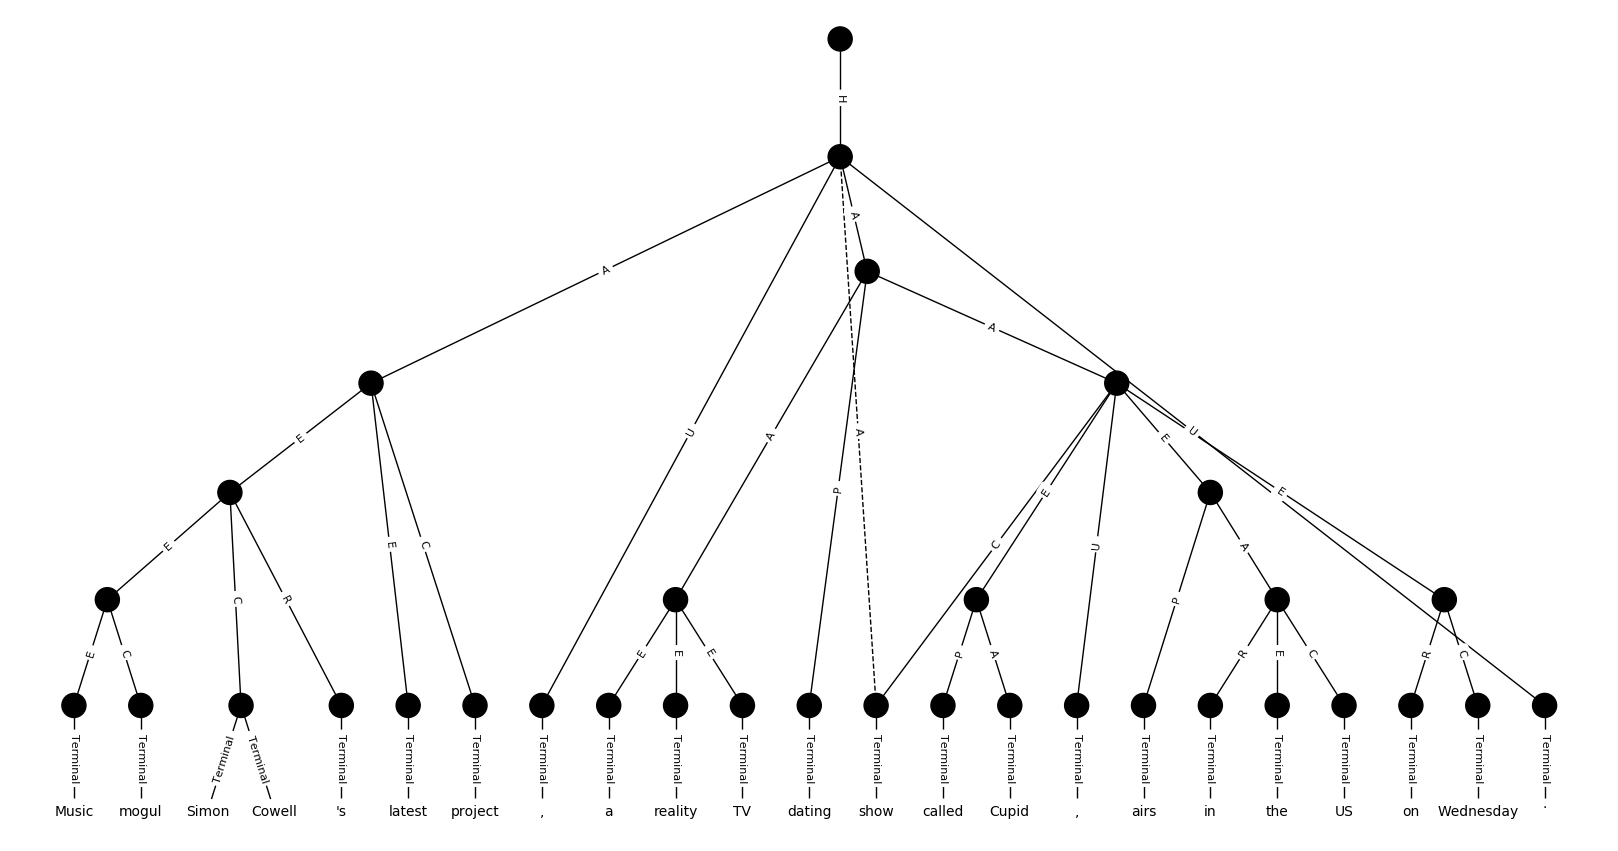 H
A
A
A
E
U
A
A
U
P
E
E
E
C
E
C
U
A
C
R
P
E
C
E
E
E
P
A
R
E
C
R
C
Terminal Terminal Terminal Terminal Terminal Terminal Terminal Terminal Terminal Terminal Terminal Terminal Terminal Terminal Terminal Terminal Terminal Terminal Terminal Terminal Terminal Terminal Terminal
Music mogul Simon Cowell 's latest project , a reality TV dating show called Cupid , airs in the US on Wednesday .